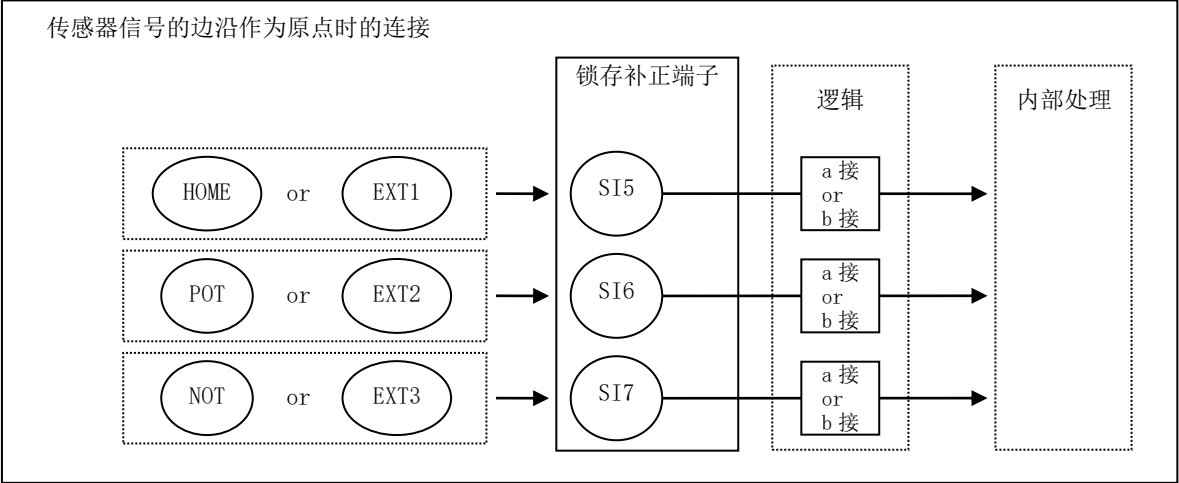 传感器信号的边沿作为原点时的连接
锁存补正端子
逻辑
内部处理
HOME or EXT1
SI5
a 接
or
b 接
POT or EXT2
SI6
a 接
or
b 接
NOT or EXT3
SI7
a 接
or
b 接